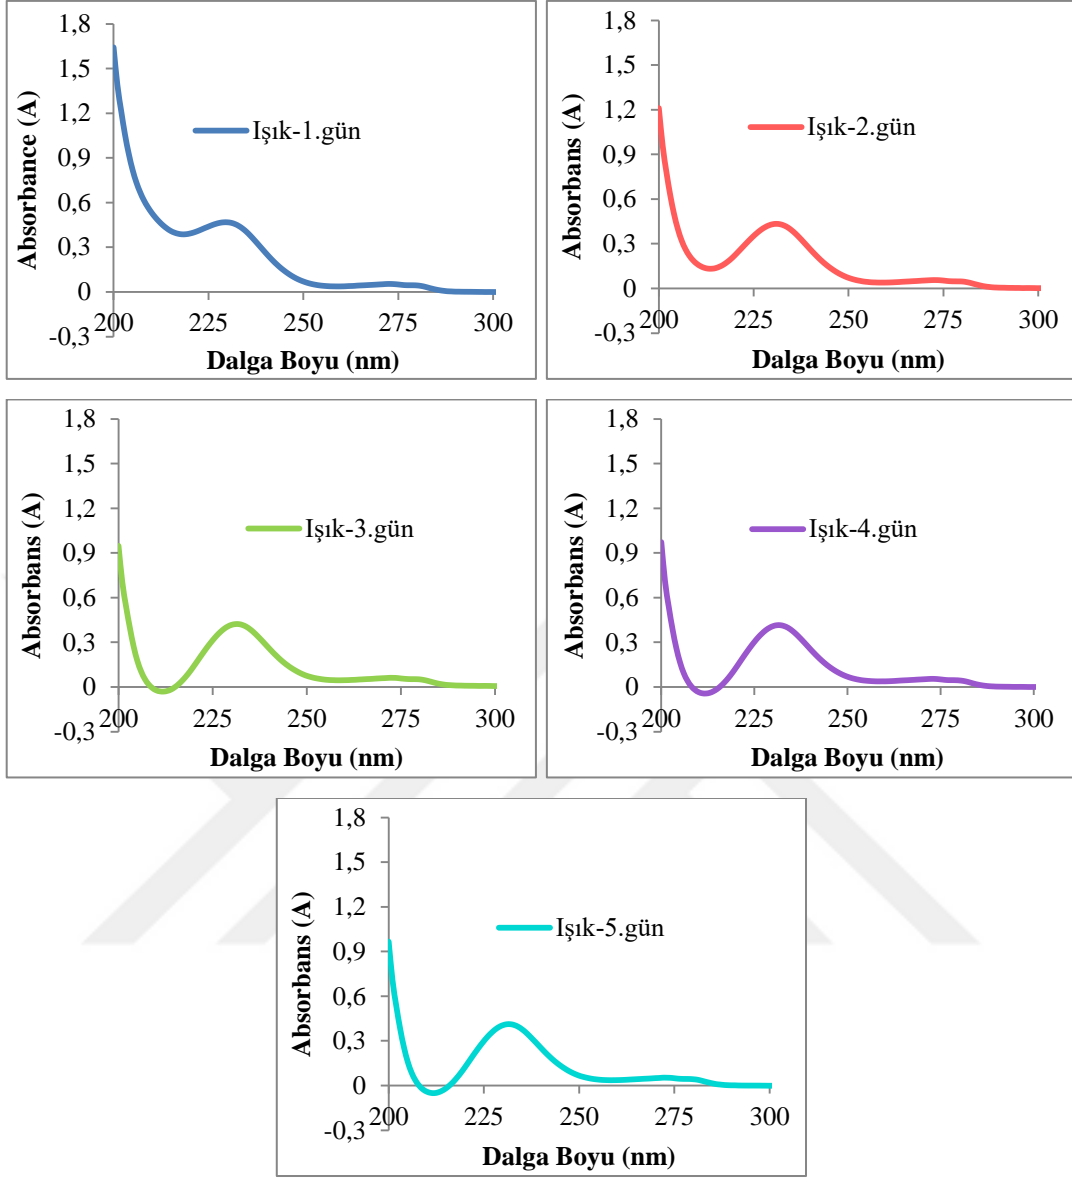 1,8
1,5
1,2
0,9
0,6
0,3
0
-0,3
200 225 250 275 300
Absorbance (A)
Dalga Boyu (nm)
Işık-1.gün
1,8
1,5
1,2
0,9
0,6
0,3
0
-0,3
200 225 250 275 300
Absorbans (A)
Dalga Boyu (nm)
Işık-2.gün
1,8
1,5
1,2
0,9
0,6
0,3
0
-0,3
200 225 250 275 300
Absorbans (A)
Dalga Boyu (nm)
Işık-3.gün
1,8
1,5
1,2
0,9
0,6
0,3
0
-0,3
200 225 250 275 300
Absorbans (A)
Dalga Boyu (nm)
Işık-4.gün
1,8
1,5
1,2
0,9
0,6
0,3
0
-0,3
200 225 250 275 300
Absorbans (A)
Dalga Boyu (nm)
Işık-5.gün